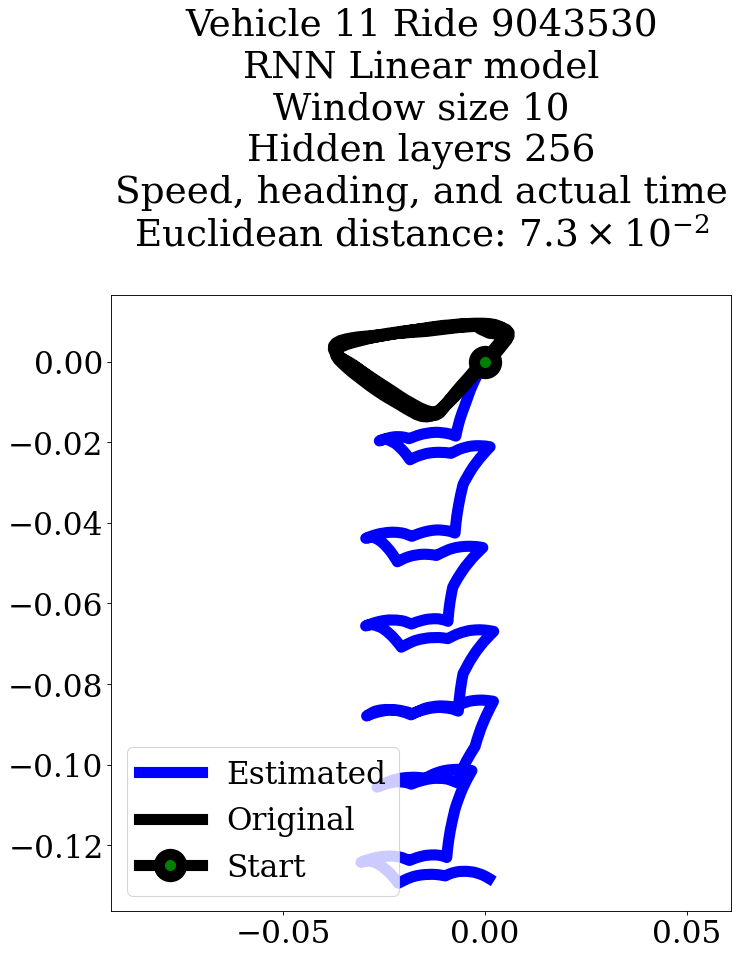 Vehicle 11 Ride 9043530
RNN Linear model
Window size 10
Hidden layers 256
Speed, heading, and actual time
Euclidean distance: 7.3 × 10⁻²
0.00
−0.02
−0.04
−0.06
−0.08
−0.10
−0.12
Estimated
Original
Start
−0.05
0.00
0.05